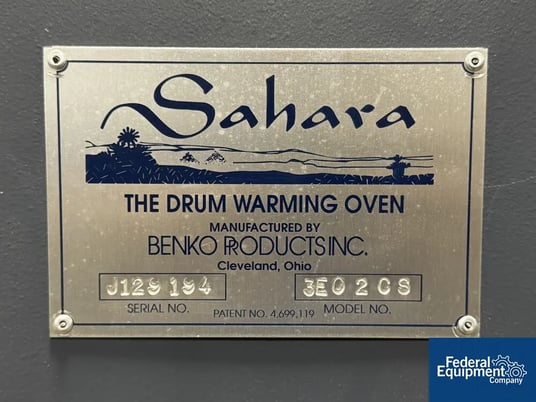 Sahara
THE DRUM WARMING OVEN
MANUFACTURED BY
BENKO PRODUCTS INC.
Cleveland, Ohio
J129194 3E020S
SERIAL NO. PATENT NO. 4,699,119 MODEL NO.
Federal
Equipment
Company